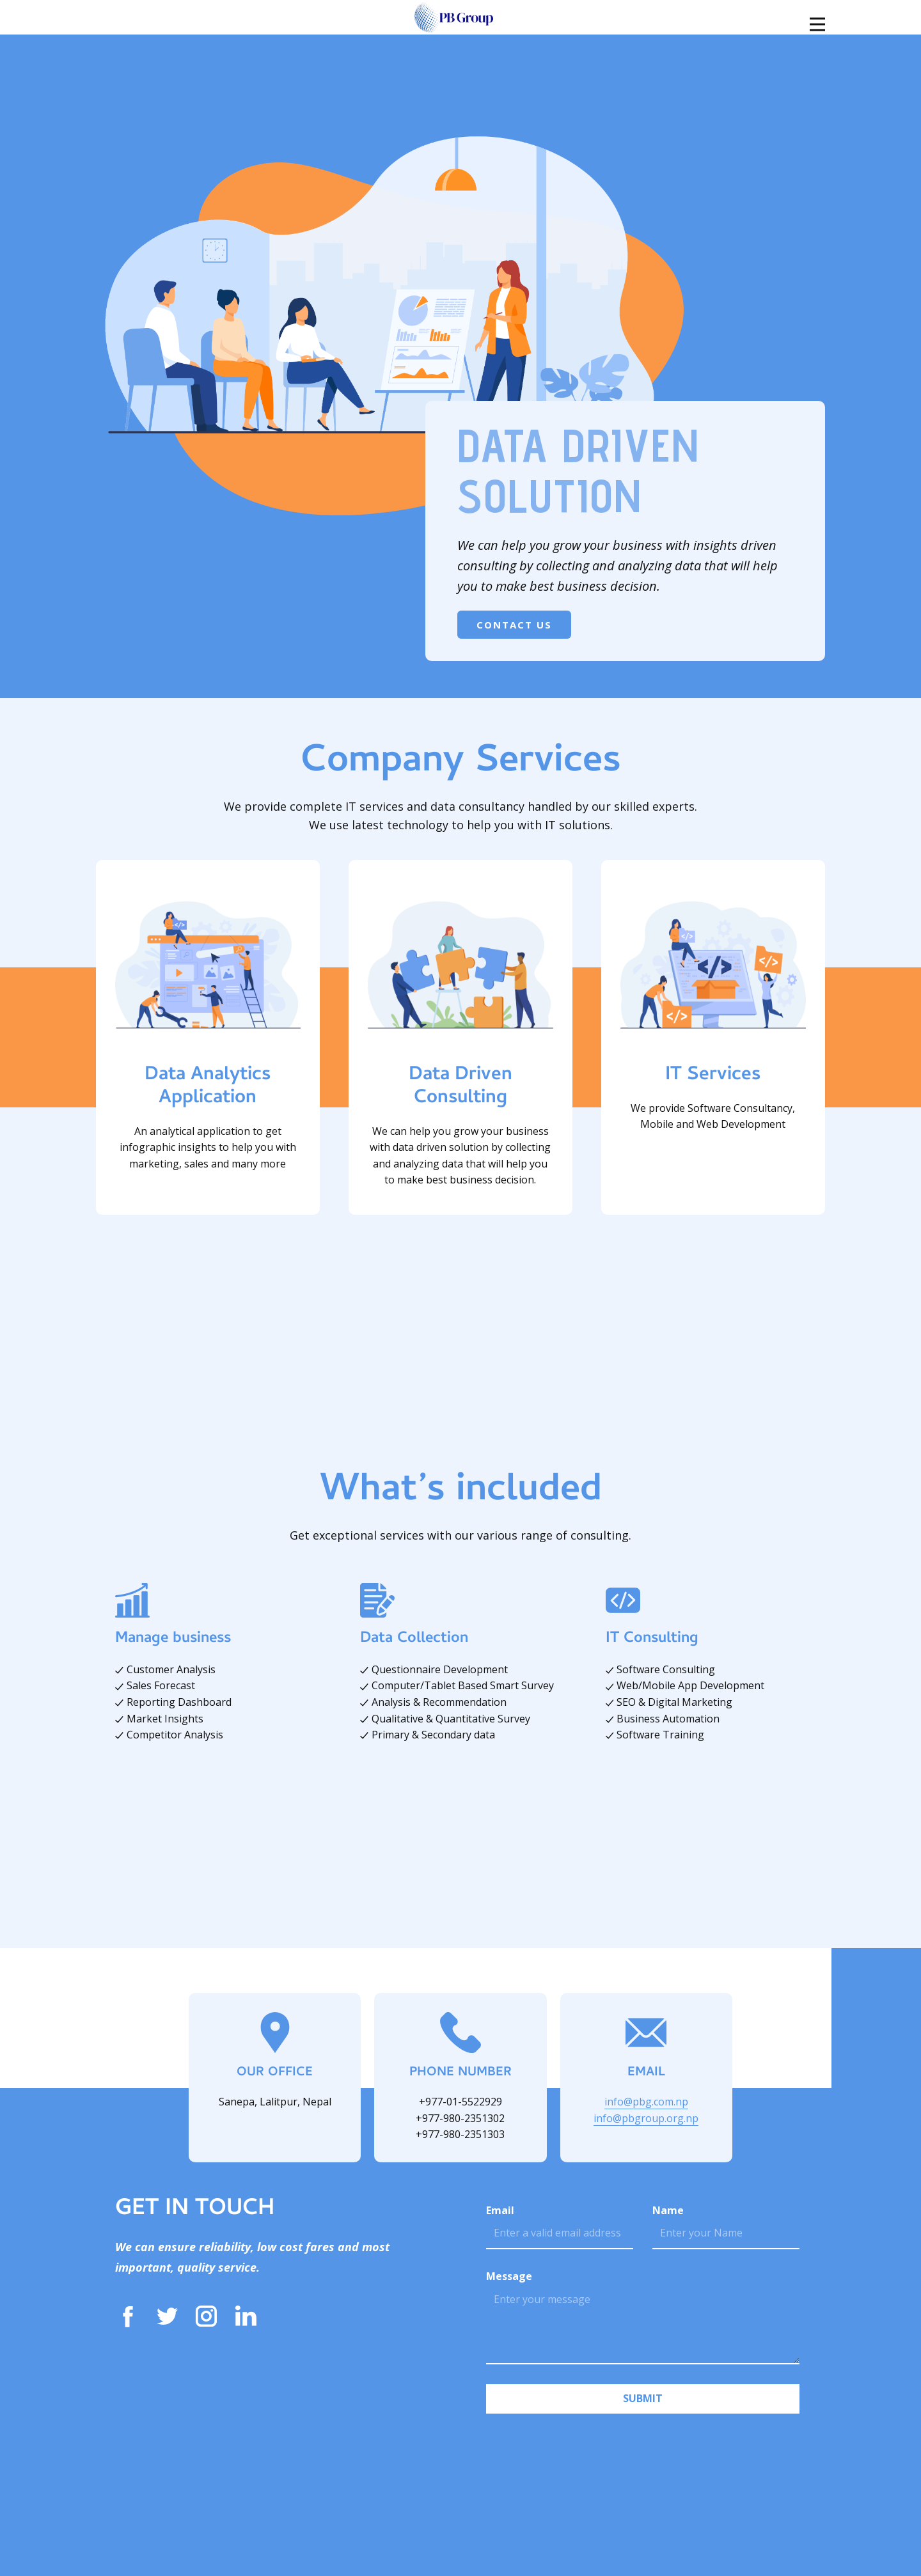 PB Group
DATA DRIVEN
SOLUTION
We can help you grow your business with insights driven
consulting by collecting and analyzing data that will help
you to make best business decision.
CONTACT US
Company Services
We provide complete IT services and data consultancy handled by our skilled experts.
We use latest technology to help you with IT solutions.
Data Analytics
Application
An analytical application to get
infographic insights to help you with
marketing, sales and many more
Data Driven
Consulting
We can help you grow your business
with data driven solution by collecting
and analyzing data that will help you
to make best business decision.
IT Services
We provide Software Consultancy,
Mobile and Web Development
What's included
Get exceptional services with our various range of consulting.
Manage business
Customer Analysis
Sales Forecast
Reporting Dashboard
Market Insights
Competitor Analysis
Data Collection
Questionnaire Development
Computer/Tablet Based Smart Survey
Analysis & Recommendation
Qualitative & Quantitative Survey
Primary & Secondary data
IT Consulting
Software Consulting
Web/Mobile App Development
SEO & Digital Marketing
Business Automation
Software Training
OUR OFFICE
Sanepa, Lalitpur, Nepal
PHONE NUMBER
+977-01-5522929
+977-980-2351302
+977-980-2351303
EMAIL
info@pbg.com.np
info@pbgroup.org.np
GET IN TOUCH
We can ensure reliability, low cost fares and most
important, quality service.
Email
Enter a valid email address
Name
Enter your Name
Message
Enter your message
SUBMIT